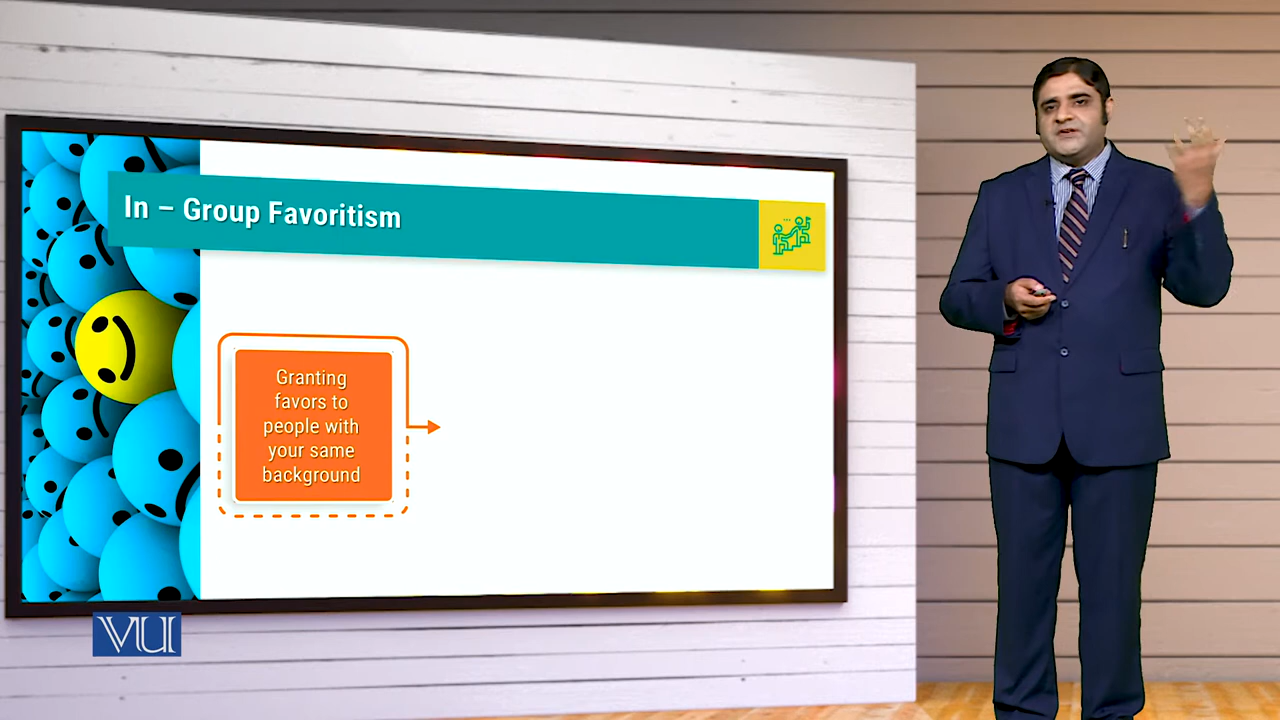 In – Group Favoritism
Granting
favors to
people with
your same
background
VU